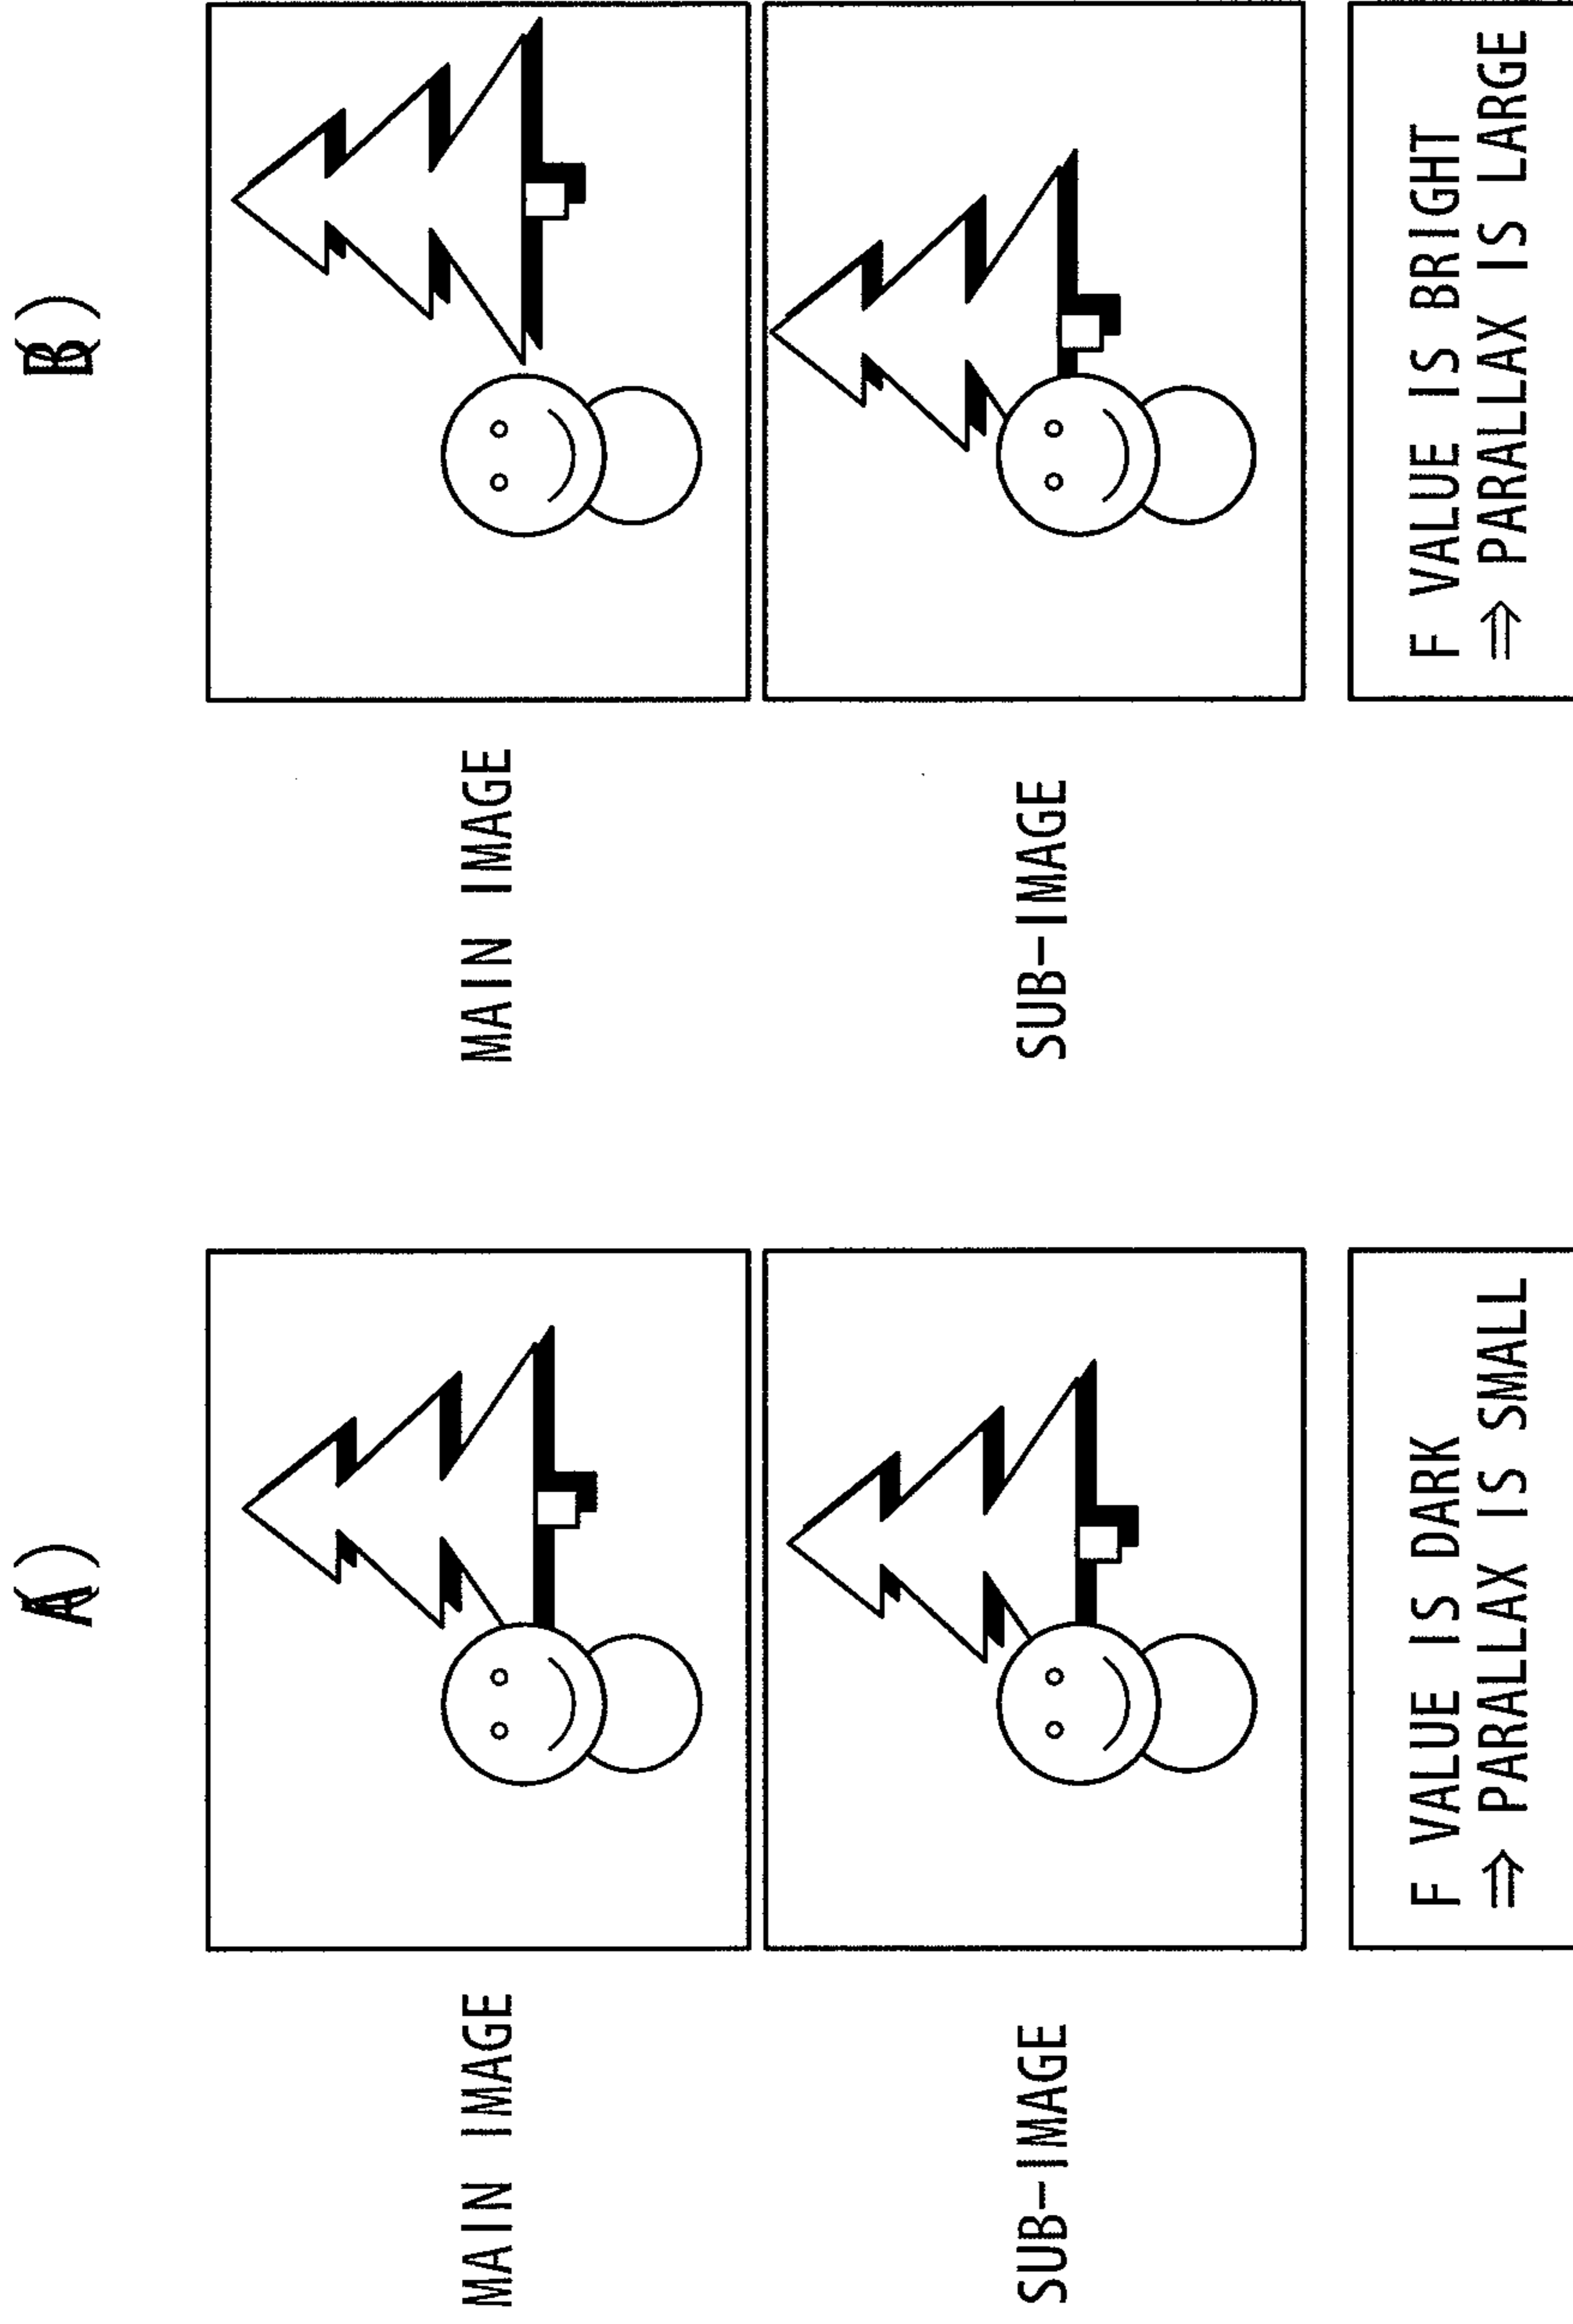 (A)
MAIN IMAGE
SUB-IMAGE
F VALUE IS DARK
⇒ PARALLAX IS SMALL
(B)
MAIN IMAGE
SUB-IMAGE
F VALUE IS BRIGHT
⇒ PARALLAX IS LARGE